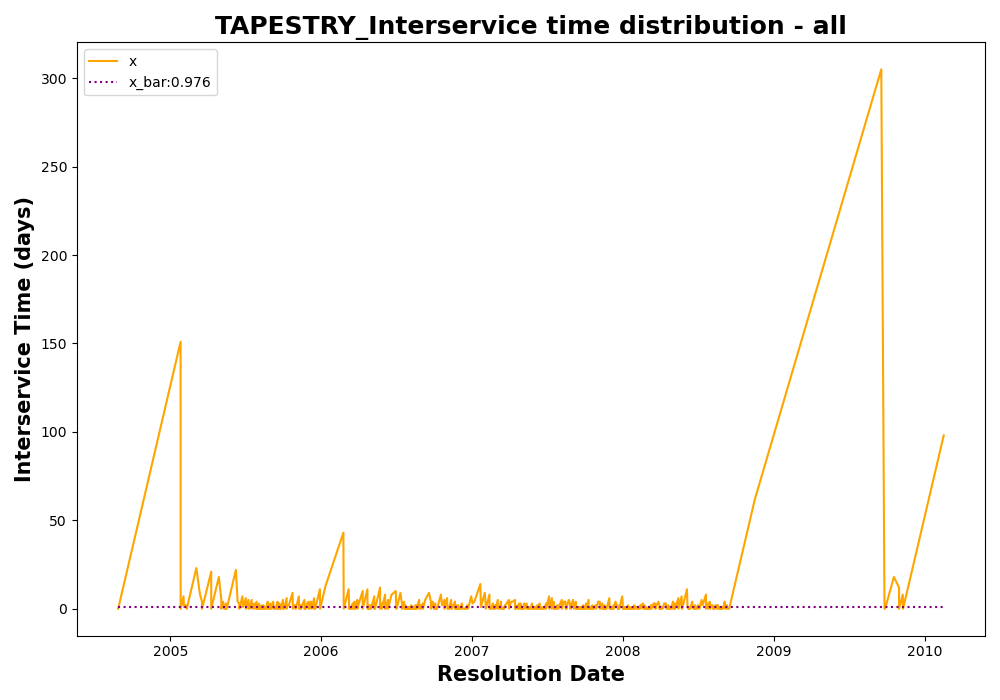 TAPESTRY_Interservice time distribution - all
x
x_bar:0.976
Interservice Time (days)
300
250
200
150
100
50
0
2005
2006
2007
2008
2009
2010
Resolution Date